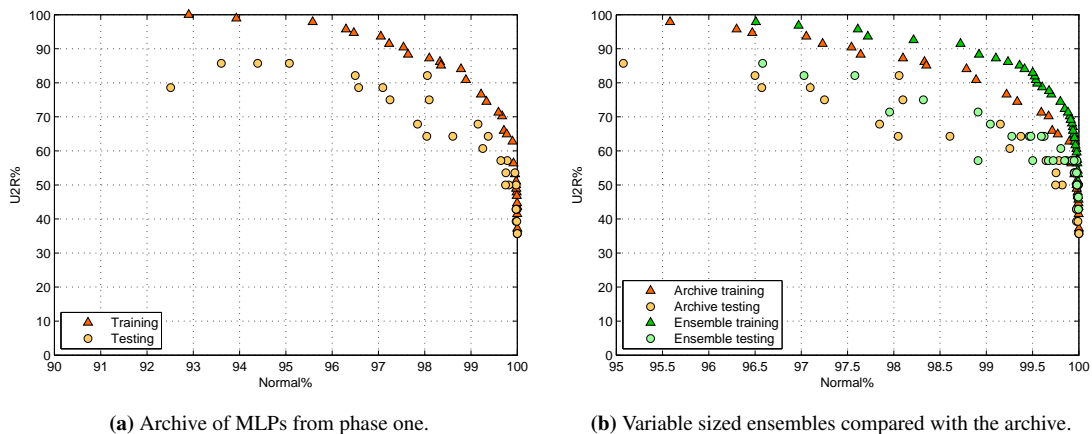 100
90
80
70
60
50
40
30
20
10
0
U2R%
Training
Testing
90 91 92 93 94 95 96 97 98 99 100
Normal%
(a) Archive of MLPs from phase one.
100
90
80
70
60
50
40
30
20
10
0
U2R%
Archive training
Archive testing
Ensemble training
Ensemble testing
95 95.5 96 96.5 97 97.5 98 98.5 99 99.5 100
Normal%
(b) Variable sized ensembles compared with the archive.